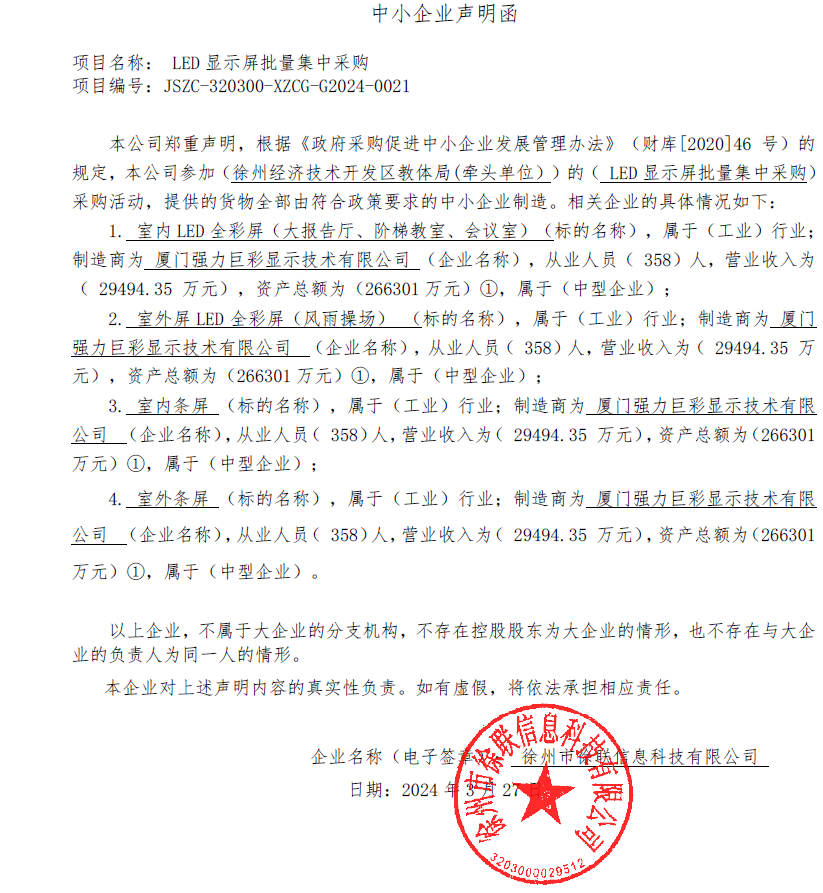 中小企业声明函
项目名称： LED 显示屏批量集中采购
项目编号：JSZC-320300-XZCG-G2024-0021
本公司郑重声明，根据《政府采购促进中小企业发展管理办法》（财库[2020]46 号）的
规定，本公司参加（徐州经济技术开发区教体局(牵头单位)）的（ LED 显示屏批量集中采购）
采购活动，提供的货物全部由符合政策要求的中小企业制造。相关企业的具体情况如下：
1. 室内 LED 全彩屏（大报告厅、阶梯教室、会议室）（标的名称），属于（工业）行业；
制造商为 厦门强力巨彩显示技术有限公司 （企业名称），从业人员（ 358）人，营业收入为
（ 29494.35 万元），资产总额为（266301 万元）①，属于（中型企业）；
2. 室外屏 LED 全彩屏（风雨操场） （标的名称），属于（工业）行业；制造商为 厦门
强力巨彩显示技术有限公司 （企业名称），从业人员（ 358）人，营业收入为（ 29494.35 万
元），资产总额为（266301 万元）①，属于（中型企业）；
3. 室内条屏 （标的名称），属于（工业）行业；制造商为 厦门强力巨彩显示技术有限
公司 （企业名称），从业人员（ 358）人，营业收入为（ 29494.35 万元），资产总额为（266301
万元）①，属于（中型企业）；
4. 室外条屏 （标的名称），属于（工业）行业；制造商为 厦门强力巨彩显示技术有限
公司 （企业名称），从业人员（ 358）人，营业收入为（ 29494.35 万元），资产总额为（266301
万元）①，属于（中型企业）。
以上企业，不属于大企业的分支机构，不存在控股股东为大企业的情形，也不存在与大企
业的负责人为同一人的情形。
本企业对上述声明内容的真实性负责。如有虚假，将依法承担相应责任。
企业名称（电子签章）： 徐州市徐联信息科技有限公司
日期：2024 年 3 月 27 日
徐州市徐联信息科技有限公司
3203000029512